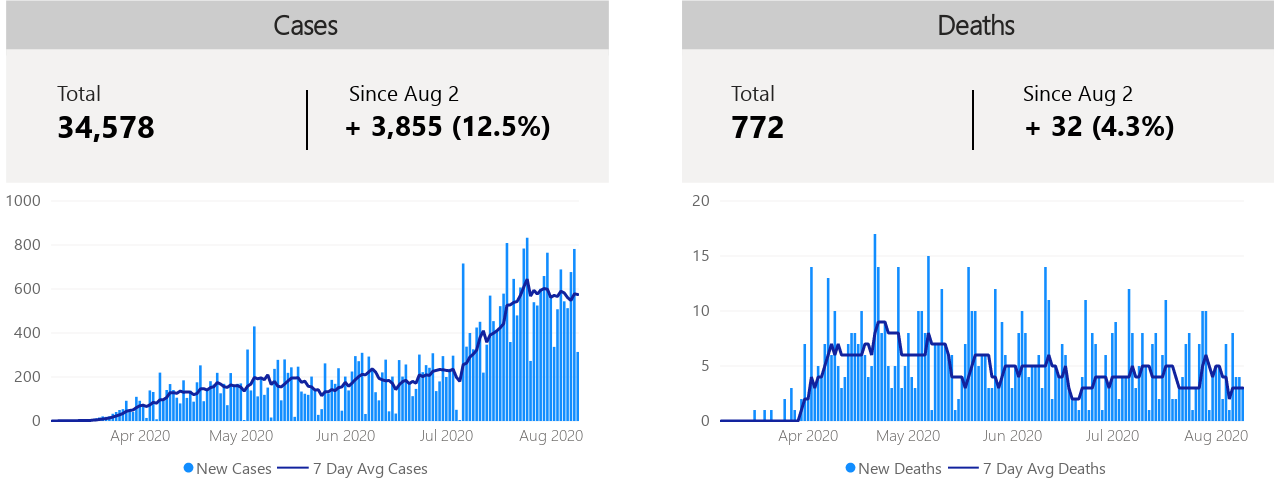 Cases
Total
34,578
Since Aug 2
+ 3,855 (12.5%)
1000
800
600
400
200
0
Apr 2020
May 2020
Jun 2020
Jul 2020
Aug 2020
New Cases
7 Day Avg Cases
Deaths
Total
772
Since Aug 2
+ 32 (4.3%)
20
15
10
5
0
Apr 2020
May 2020
Jun 2020
Jul 2020
Aug 2020
New Deaths
7 Day Avg Deaths